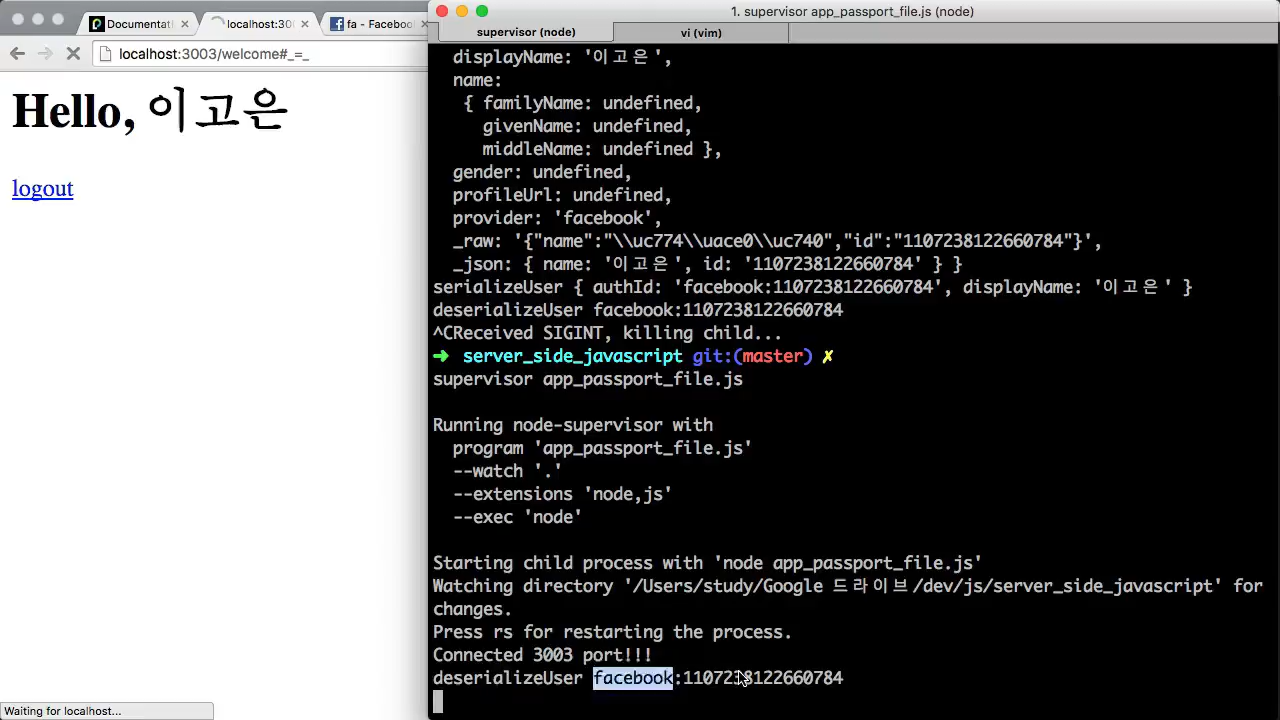 Documentati
localhost:300
fa - Faceboo
localhost:3003/welcome#_=_
Hello, 이고은
logout
Waiting for localhost...
1. supervisor app_passport_file.js (node)
supervisor (node)
vi (vim)
displayName: '이고은',
name:
{ familyName: undefined,
givenName: undefined,
middleName: undefined },
gender: undefined,
profileUrl: undefined,
provider: 'facebook',
_raw: '{"name":"\\uc774\\uace0\\uc740","id":"1107238122660784"}',
_json: { name: '이고은', id: '1107238122660784' } }
serializeUser { authId: 'facebook:1107238122660784', displayName: '이고은' }
deserializeUser facebook:1107238122660784
^CReceived SIGINT, killing child...
➜ server_side_javascript git:(master) ✗
supervisor app_passport_file.js
Running node-supervisor with
program 'app_passport_file.js'
--watch '.'
--extensions 'node,js'
--exec 'node'
Starting child process with 'node app_passport_file.js'
Watching directory '/Users/study/Google 드라이브/dev/js/server_side_javascript' for
changes.
Press rs for restarting the process.
Connected 3003 port!!!
deserializeUser facebook:1107238122660784